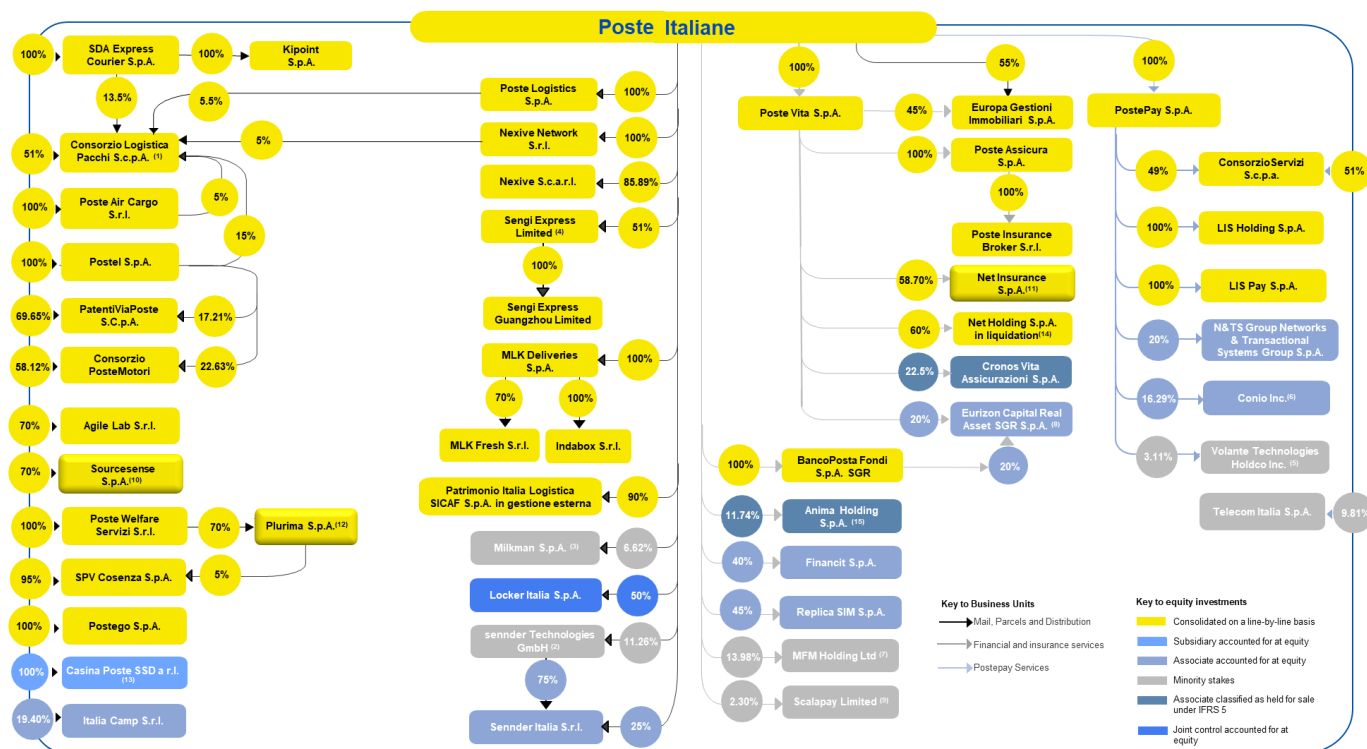 Poste Italiane
100%
SDA Express
Courier S.p.A.
100%
Kipoint
S.p.A.
13.5%
5.5%
Poste Logistics
S.p.A.
100%
51%
Consorzio Logistica
Pacchi S.c.p.A. (1)
5%
Nexive Network
S.r.l.
100%
Nexive S.c.a.r.l.
85.89%
100%
Poste Air Cargo
S.r.l.
5%
Sengi Express
Limited (4)
51%
15%
100%
Postel S.p.A.
100%
Sengi Express
Guangzhou Limited
69.65%
PatentiViaPoste
S.C.p.A.
17.21%
58.12%
Consorzio
PosteMotori
22.63%
MLK Deliveries
S.p.A.
100%
70%
100%
MLK Fresh S.r.l.
Indabox S.r.l.
70%
Agile Lab S.r.l.
70%
Sourcesense
S.p.A.(10)
Patrimonio Italia Logistica
SICAF S.p.A. in gestione esterna
90%
100%
Poste Welfare
Servizi S.r.l.
70%
Plurima S.p.A.(12)
Milkman S.p.A. (3)
6.62%
95%
SPV Cosenza S.p.A.
5%
Locker Italia S.p.A.
50%
100%
Postego S.p.A.
sennder Technologies
GmbH (2)
11.26%
100%
Casina Poste SSD a r.l.
(13)
75%
19.40%
Italia Camp S.r.l.
Sennder Italia S.r.l.
25%
100%
55%
100%
Poste Vita S.p.A.
45%
Europa Gestioni
Immobiliari S.p.A.
PostePay S.p.A.
100%
Poste Assicura
S.p.A.
100%
Poste Insurance
Broker S.r.l.
58.70%
Net Insurance
S.p.A.(11)
60%
Net Holding S.p.A.
in liquidation(14)
22.5%
Cronos Vita
Assicurazioni S.p.A.
20%
Eurizon Capital Real
Asset SGR S.p.A. (8)
100%
BancoPosta Fondi
S.p.A. SGR
20%
11.74%
Anima Holding
S.p.A. (15)
40%
Financit S.p.A.
45%
Replica SIM S.p.A.
13.98%
MFM Holding Ltd (7)
2.30%
Scalapay Limited (9)
49%
Consorzio Servizi
S.c.p.a.
51%
100%
LIS Holding S.p.A.
100%
LIS Pay S.p.A.
20%
N&TS Group Networks
& Transactional
Systems Group S.p.A.
16.29%
Conio Inc.(6)
3.11%
Volante Technologies
Holdco Inc. (5)
Telecom Italia S.p.A.
9.81%
Key to Business Units
Mail, Parcels and Distribution
Financial and insurance services
Postepay Services
Key to equity investments
Consolidated on a line-by-line basis
Subsidiary accounted for at equity
Associate accounted for at equity
Minority stakes
Associate classified as held for sale
under IFRS 5
Joint control accounted for at
equity